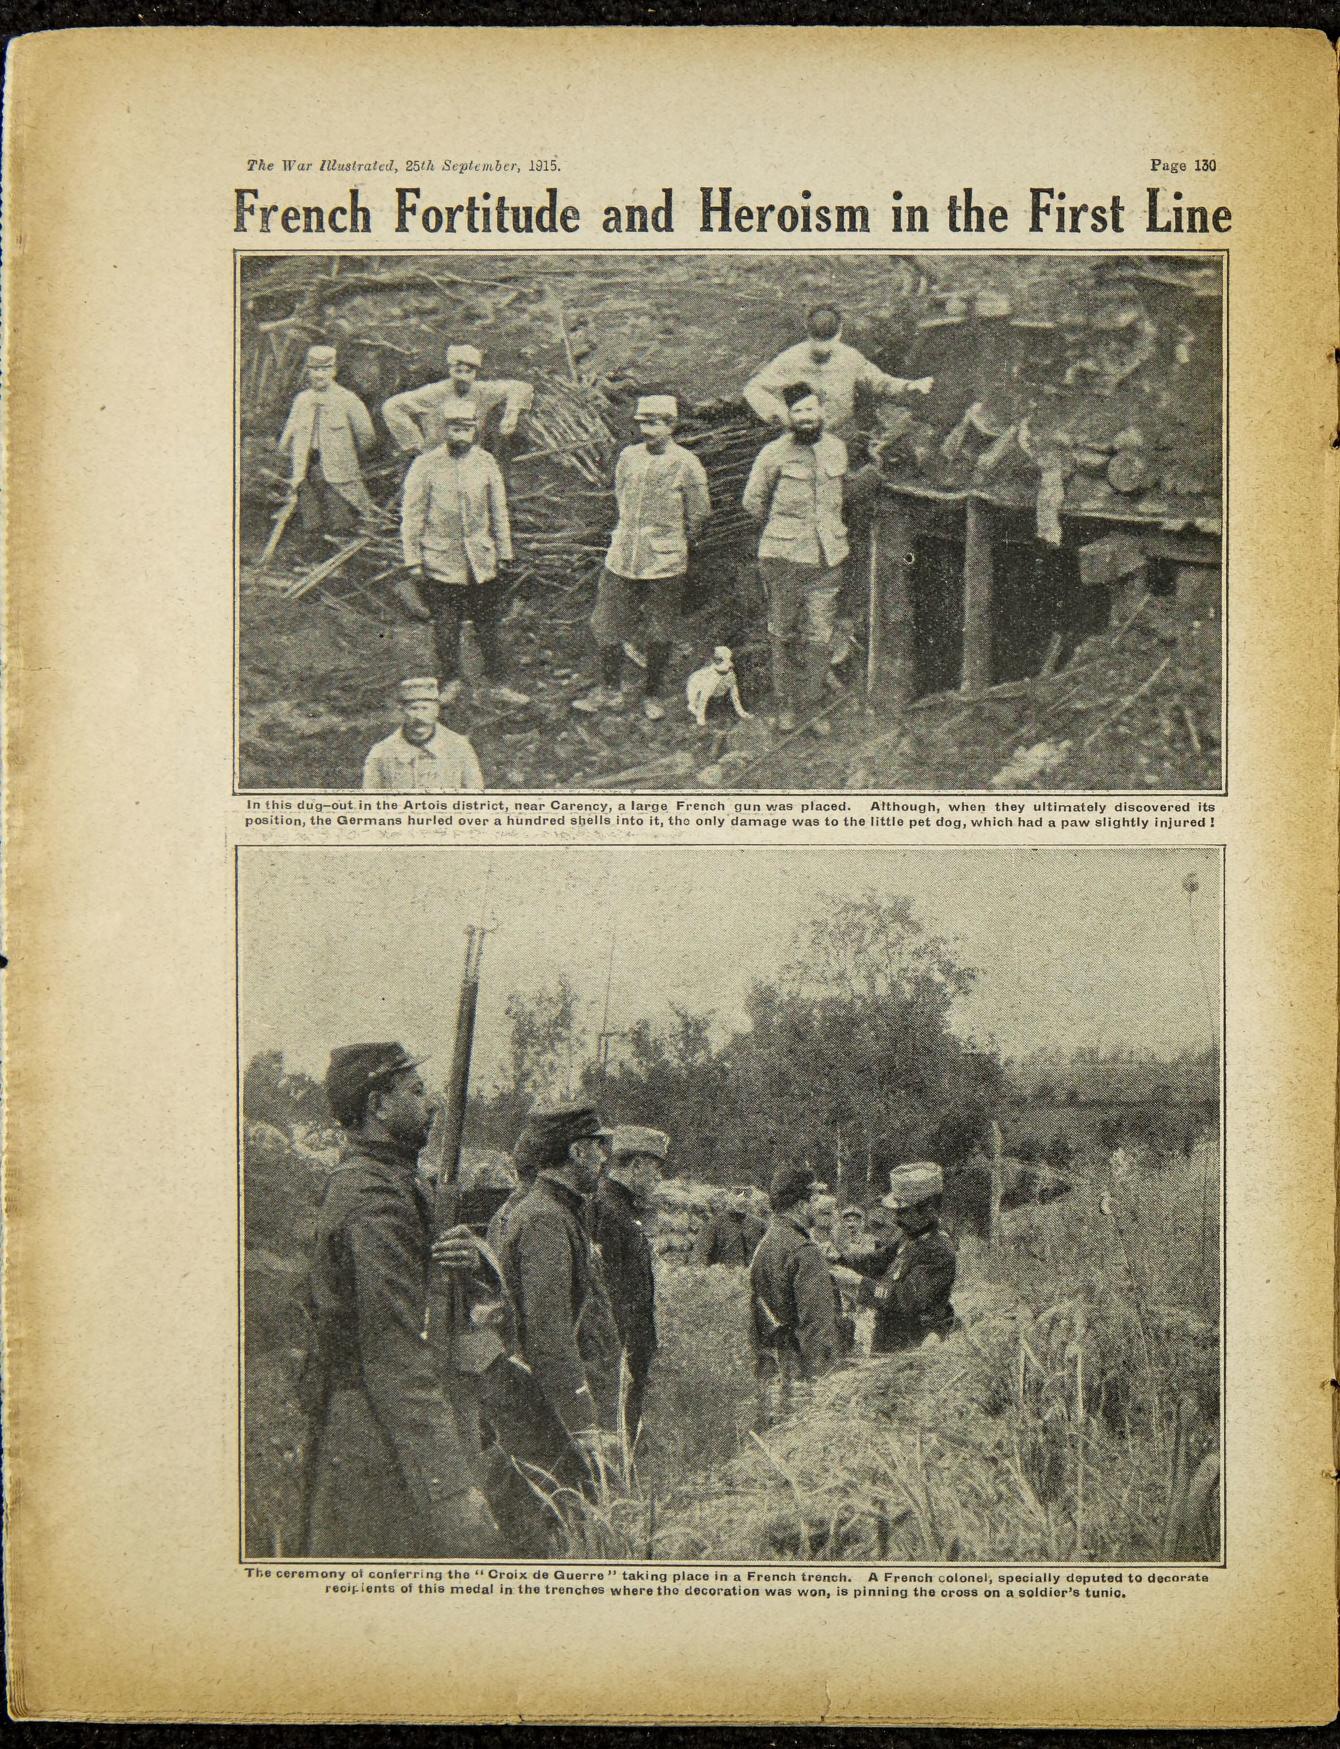 The War Illustrated, 25th September, 1915.
Page 130
French Fortitude and Heroism in the First Line
In this dug-out in the Artois district, near Carency, a large French gun was placed. Although, when they ultimately discovered its
position, the Germans hurled over a hundred shells into it, the only damage was to the little pet dog, which had a paw slightly injured !
The ceremony of conferring the “ Croix de Guerre ” taking place in a French trench. A French colonel, specially deputed to decorate
recipients of this medal in the trenches where the decoration was won, is pinning the cross on a soldier’s tunic.